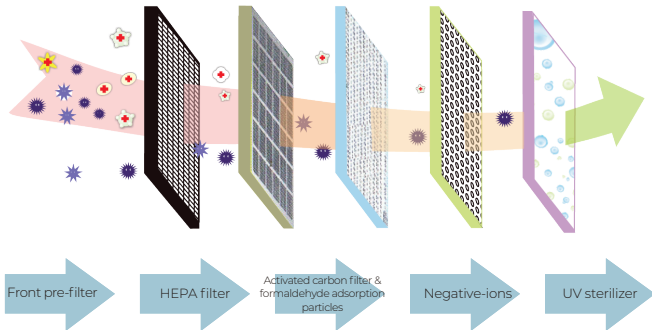 Front pre-filter
HEPA filter
Activated carbon filter &
formaldehyde adsorption
particles
Negative-ions
UV sterilizer